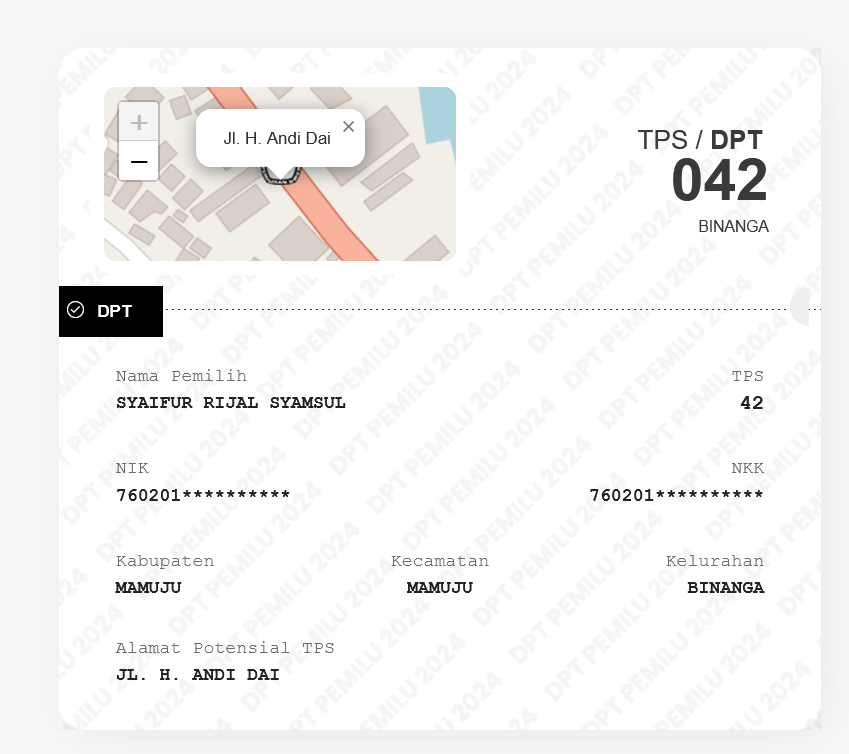 +
−
Jl. H. Andi Dai
×
TPS / DPT
042
BINANGA
DPT
Nama Pemilih
TPS
SYAIFUR RIJAL SYAMSUL
42
NIK
NKK
760201**********
760201**********
Kabupaten
Kecamatan
Kelurahan
MAMUJU
MAMUJU
BINANGA
Alamat Potensial TPS
JL. H. ANDI DAI
DPT PEMILU 2024